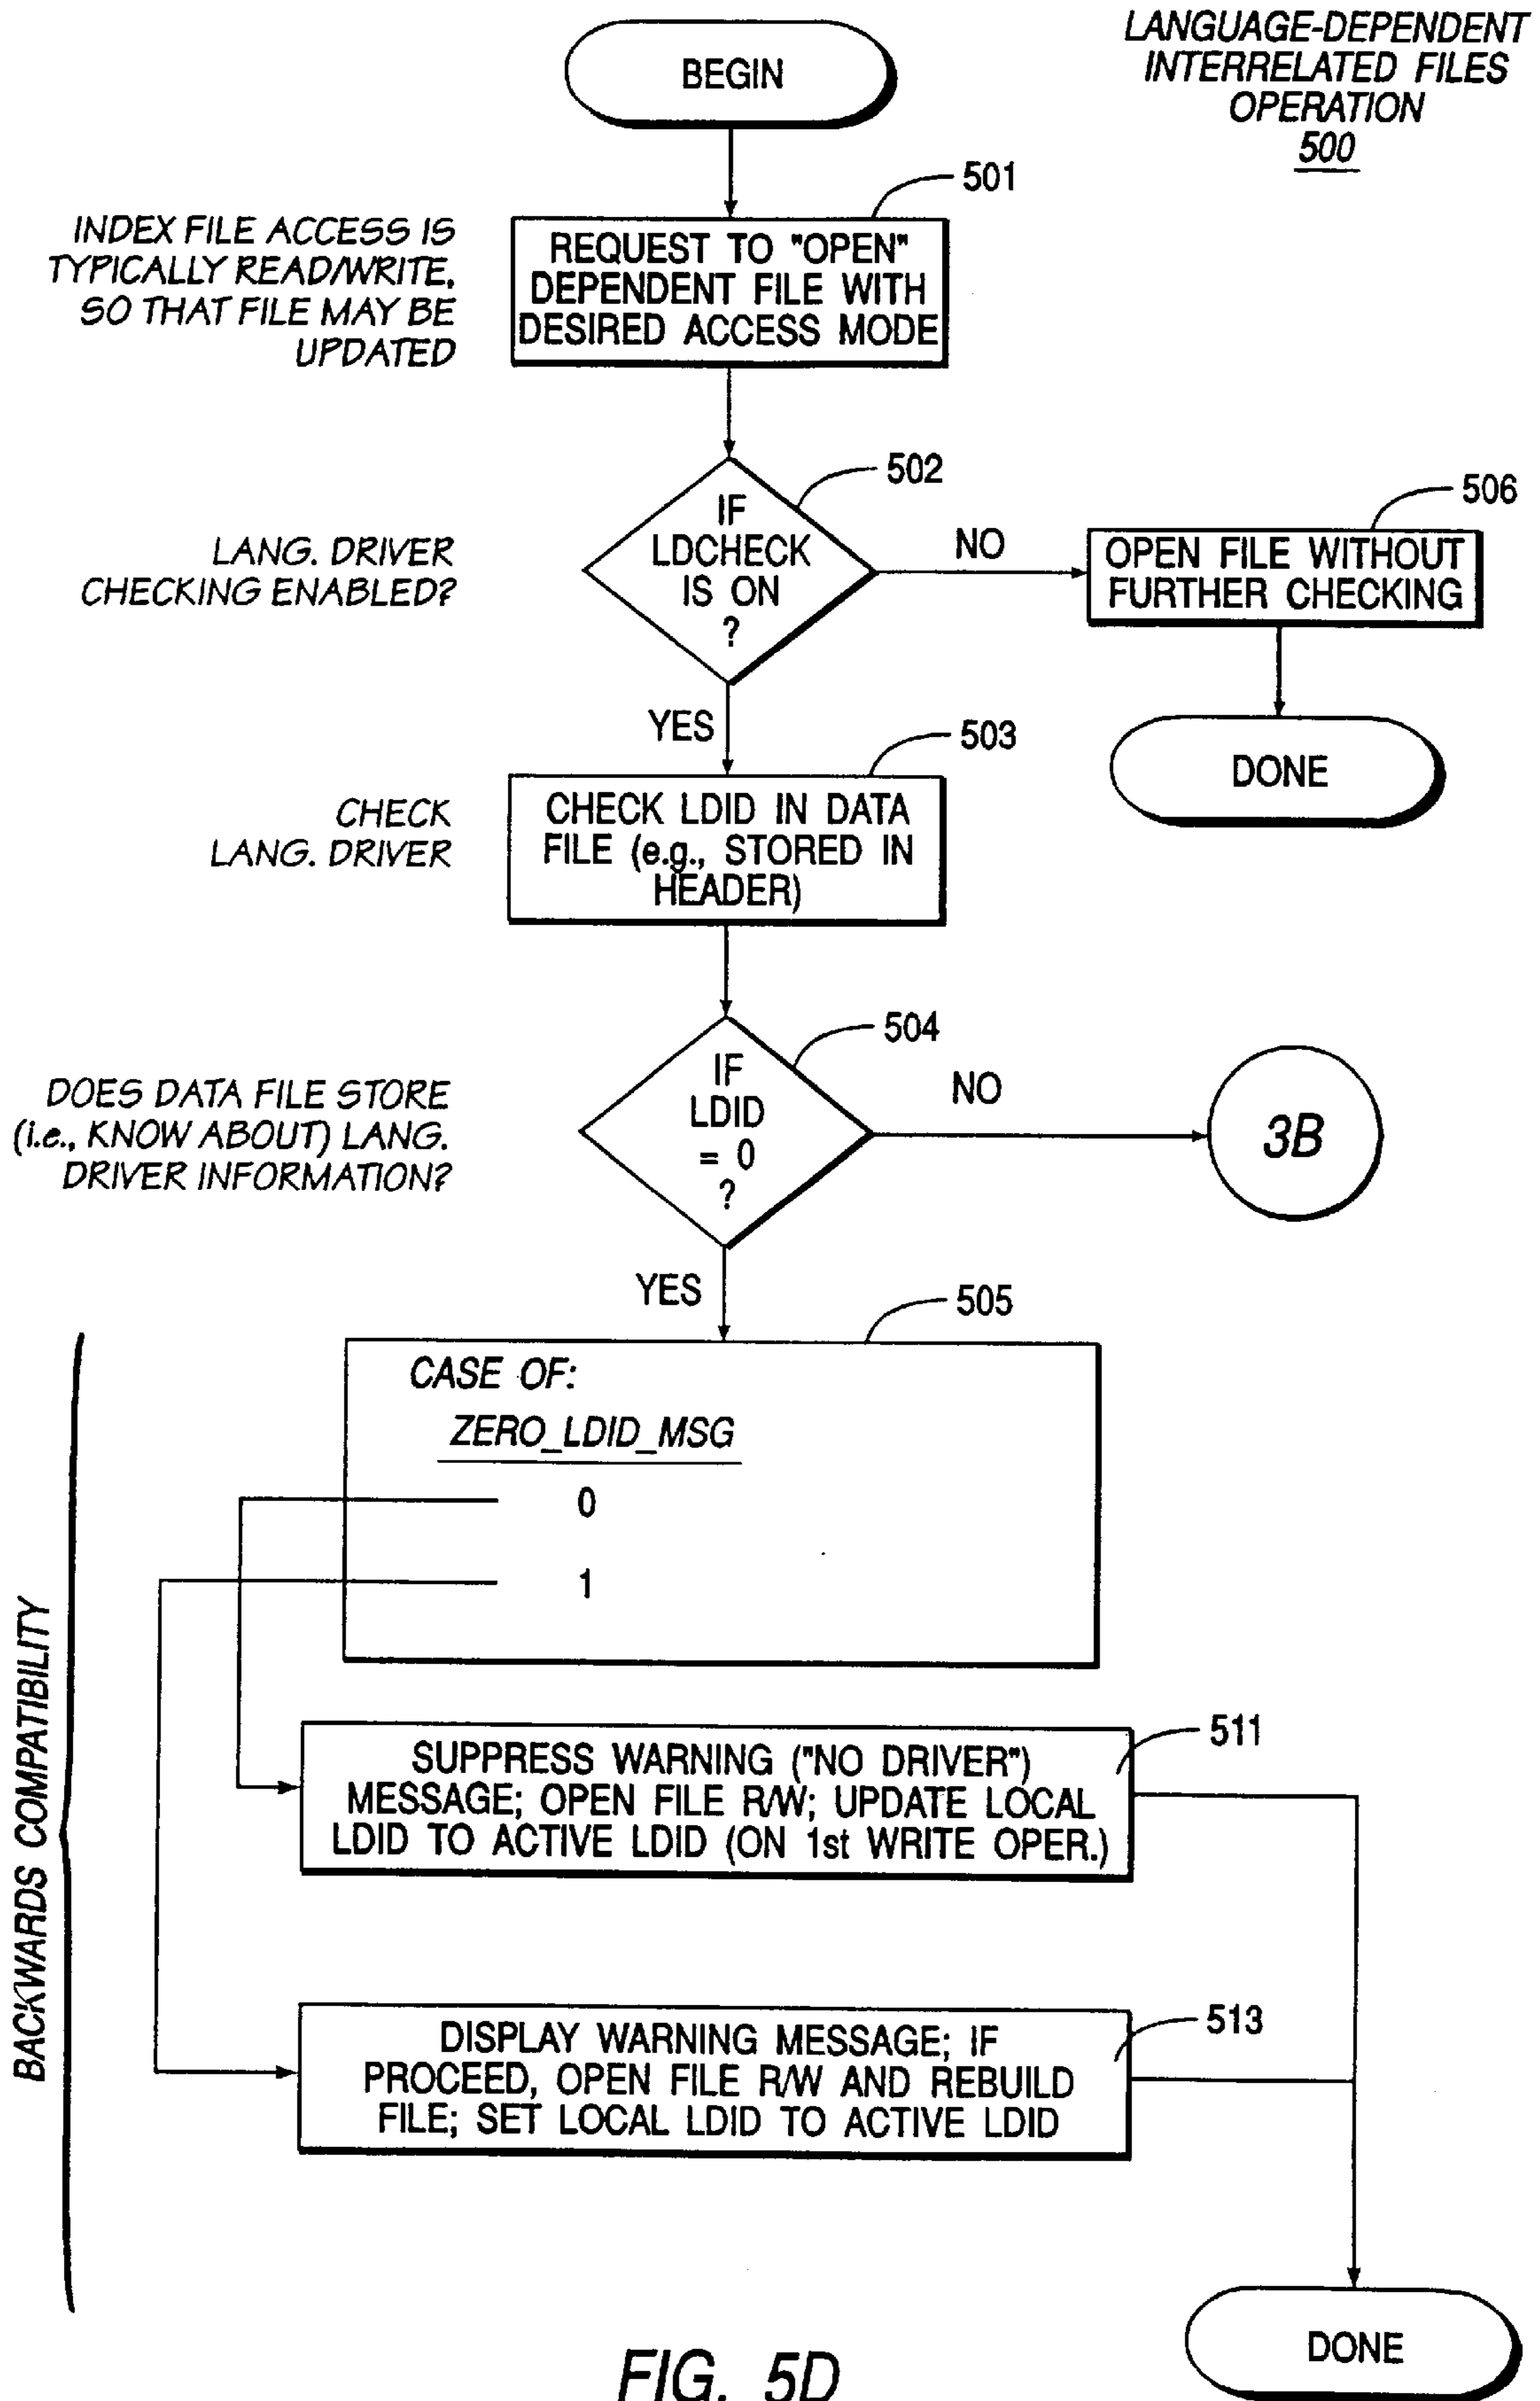 LANGUAGE-DEPENDENT
INTERRELATED FILES
OPERATION
500
BEGIN
501
INDEX FILE ACCESS IS
TYPICALLY READ/WRITE,
SO THAT FILE MAY BE
UPDATED
REQUEST TO "OPEN"
DEPENDENT FILE WITH
DESIRED ACCESS MODE
502
LANG. DRIVER
CHECKING ENABLED?
IF
LDCHECK
IS ON
?
NO
506
OPEN FILE WITHOUT
FURTHER CHECKING
DONE
YES
503
CHECK
LANG. DRIVER
CHECK LDID IN DATA
FILE (e.g., STORED IN
HEADER)
504
DOES DATA FILE STORE
(i.e., KNOW ABOUT) LANG.
DRIVER INFORMATION?
IF
LDID
= 0
?
NO
3B
YES
505
CASE OF:
ZERO_LDID_MSG
0
1
BACKWARDS COMPATIBILITY
511
SUPPRESS WARNING ("NO DRIVER")
MESSAGE; OPEN FILE R/W; UPDATE LOCAL
LDID TO ACTIVE LDID (ON 1st WRITE OPER.)
513
DISPLAY WARNING MESSAGE; IF
PROCEED, OPEN FILE R/W AND REBUILD
FILE; SET LOCAL LDID TO ACTIVE LDID
DONE
FIG. 5D